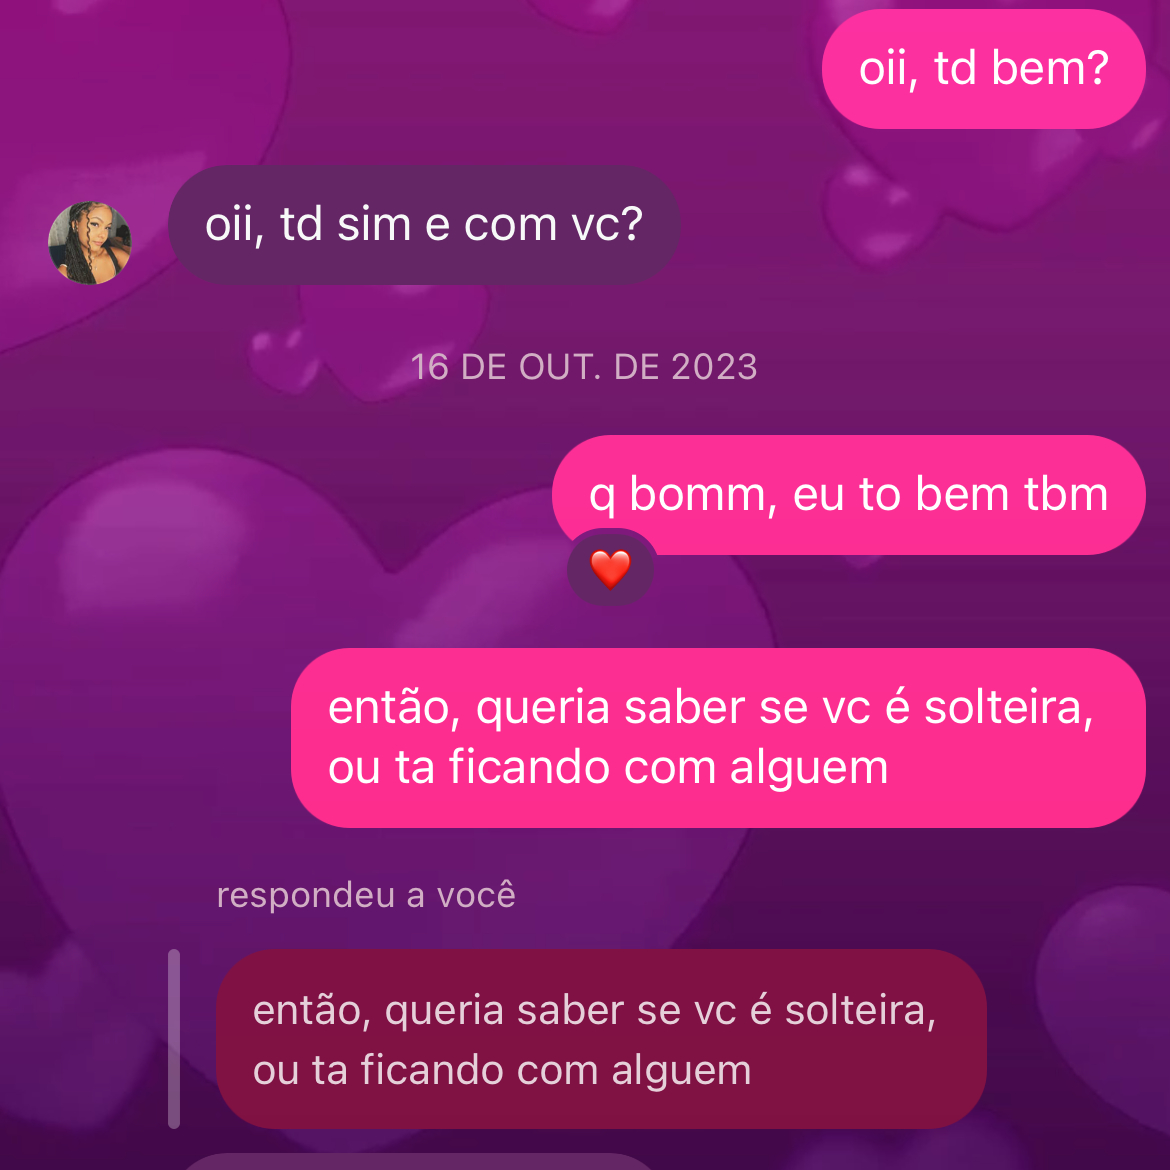 oii, td bem?
oii, td sim e com vc?
16 DE OUT. DE 2023
q bomm, eu to bem tbm
então, queria saber se vc é solteira,
ou ta ficando com alguem
respondeu a você
então, queria saber se vc é solteira,
ou ta ficando com alguem